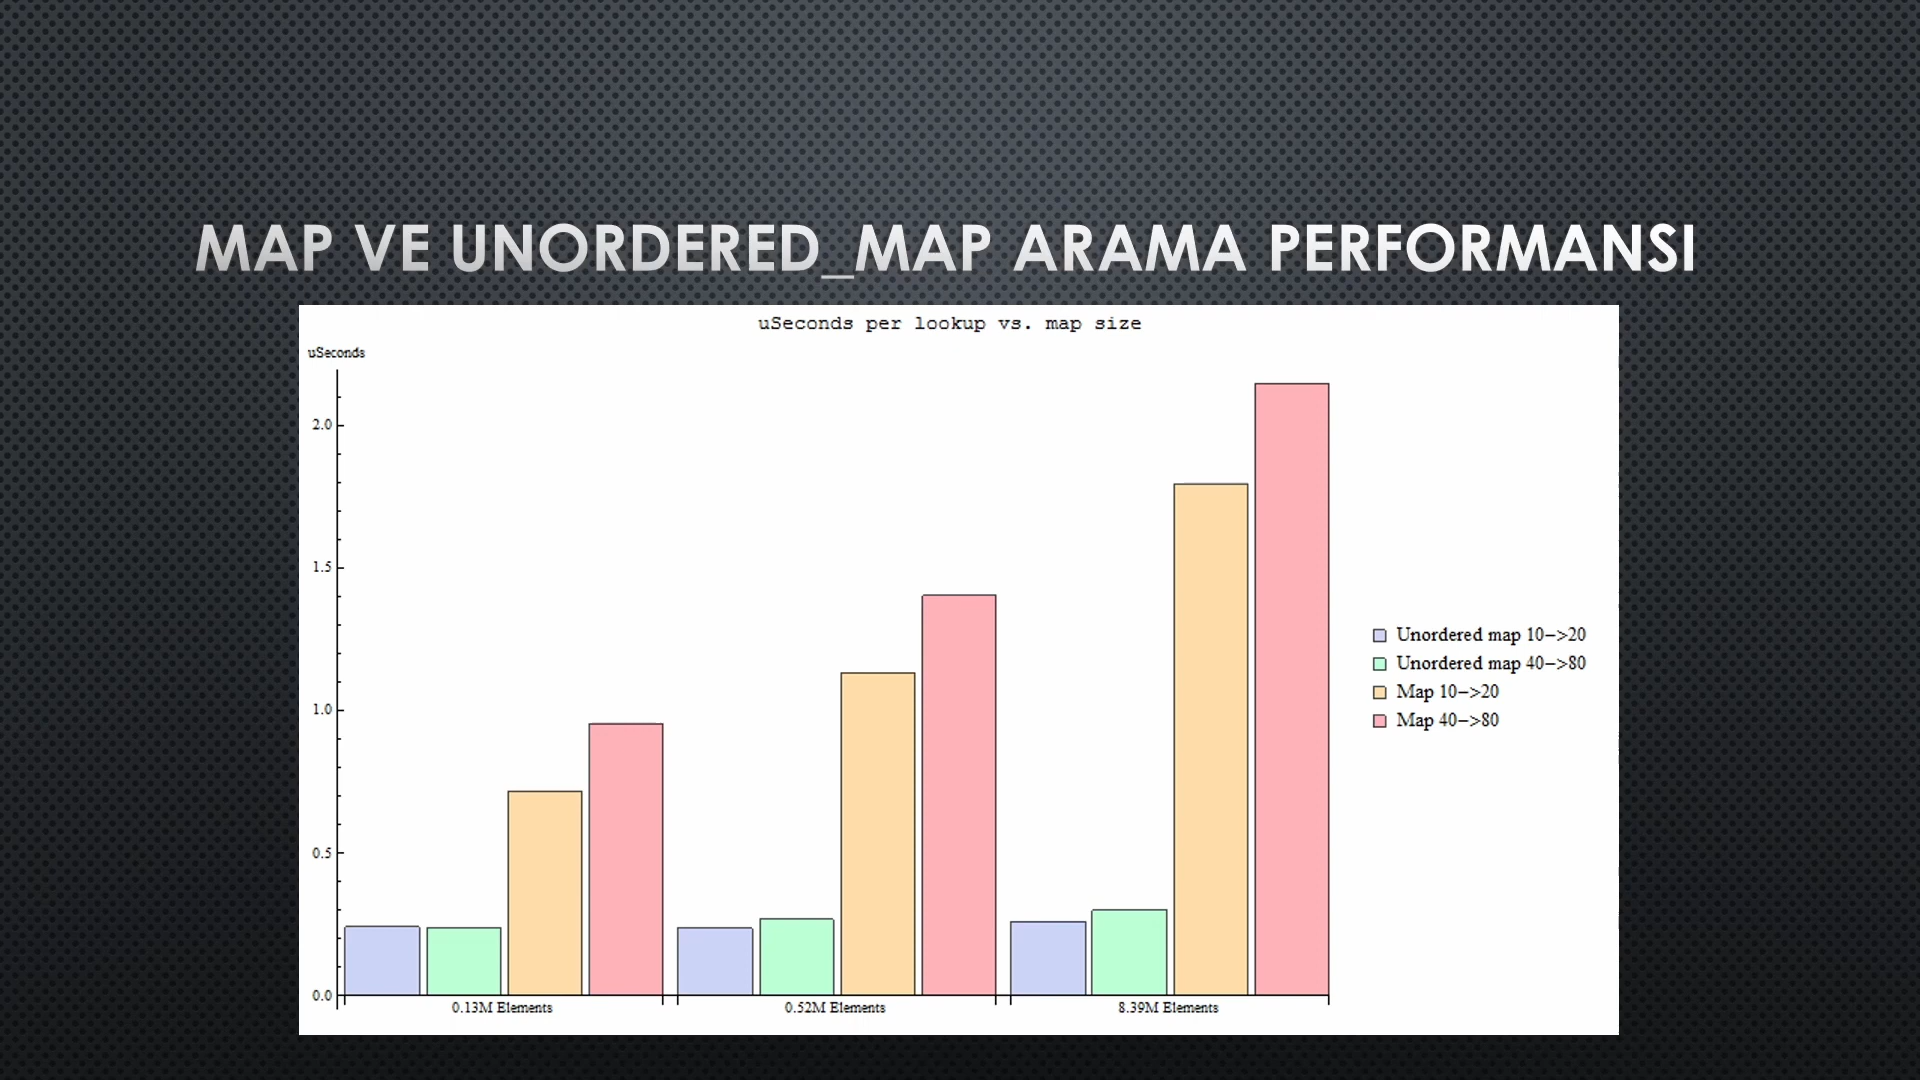 MAP VE UNORDERED_MAP ARAMA PERFORMANSI
uSeconds per lookup vs. map size
uSeconds
2.0
1.5
1.0
0.5
0.0
0.13M Elements
0.52M Elements
8.39M Elements
Unordered map 10->20
Unordered map 40->80
Map 10->20
Map 40->80